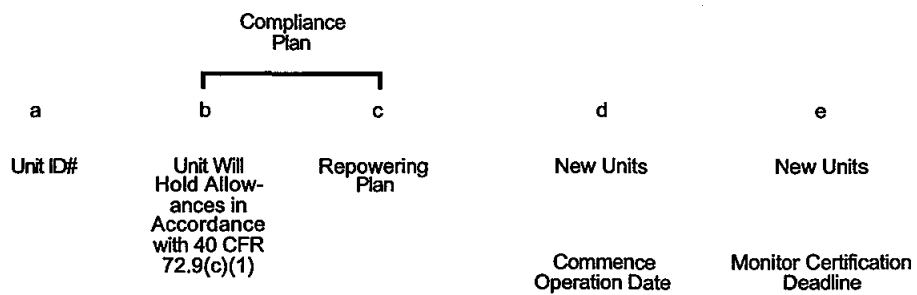 Compliance
Plan
a b c d e
Unit ID# Unit Will Repowering New Units New Units
Hold Allow- Plan
ances in
Accordance
with 40 CFR
72.9(c)(1) Commence Monitor Certification
Operation Date Deadline